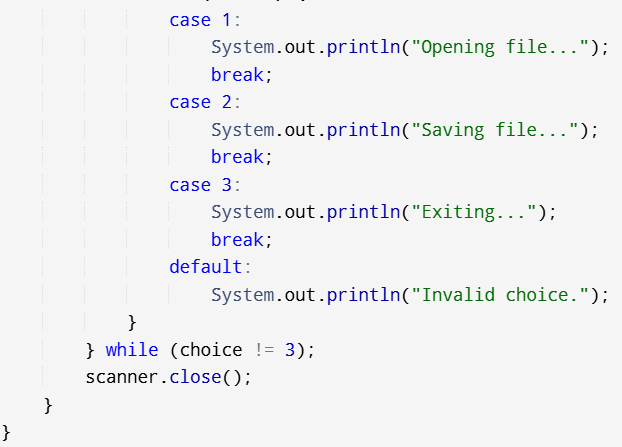 case 1:
System.out.println("Opening file...");
break;
case 2:
System.out.println("Saving file...");
break;
case 3:
System.out.println("Exiting...");
break;
default:
System.out.println("Invalid choice.");
}
} while (choice != 3);
scanner.close();
}
}